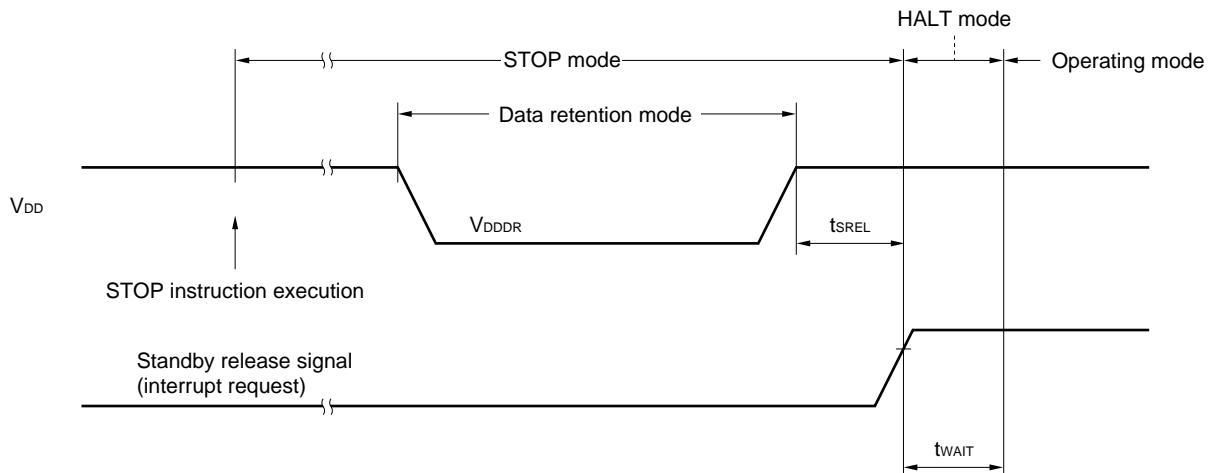 HALT mode
STOP mode
Operating mode
Data retention mode
VDD
VDDDR
tSREL
STOP instruction execution
Standby release signal
(interrupt request)
tWAIT